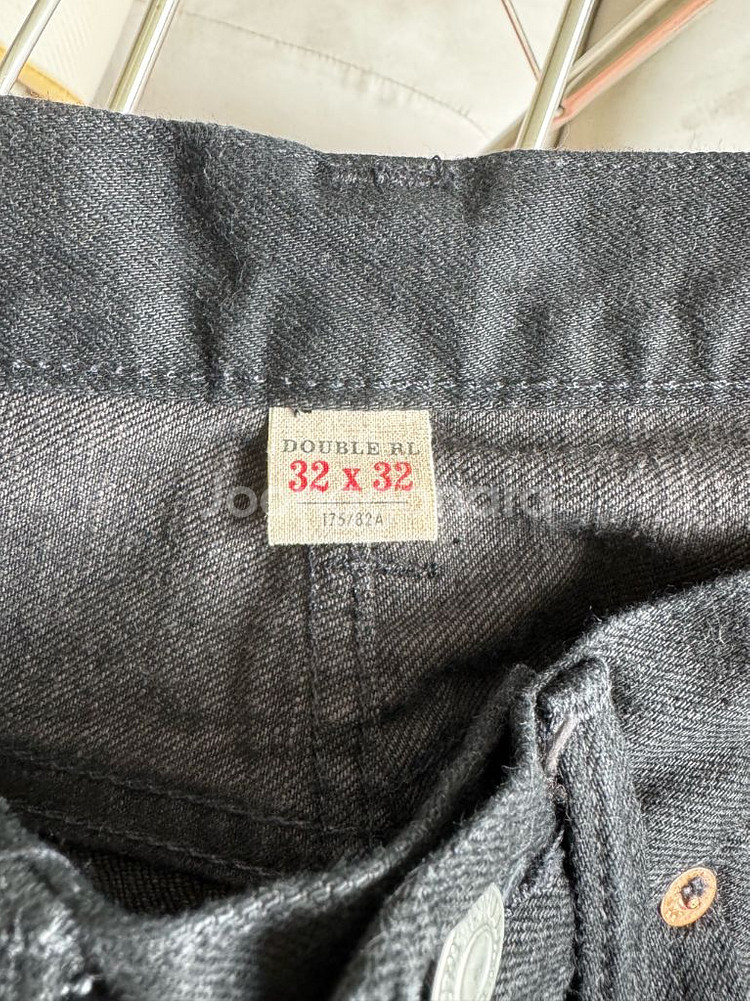 DOUBLE RL
32 x 32
175/82A